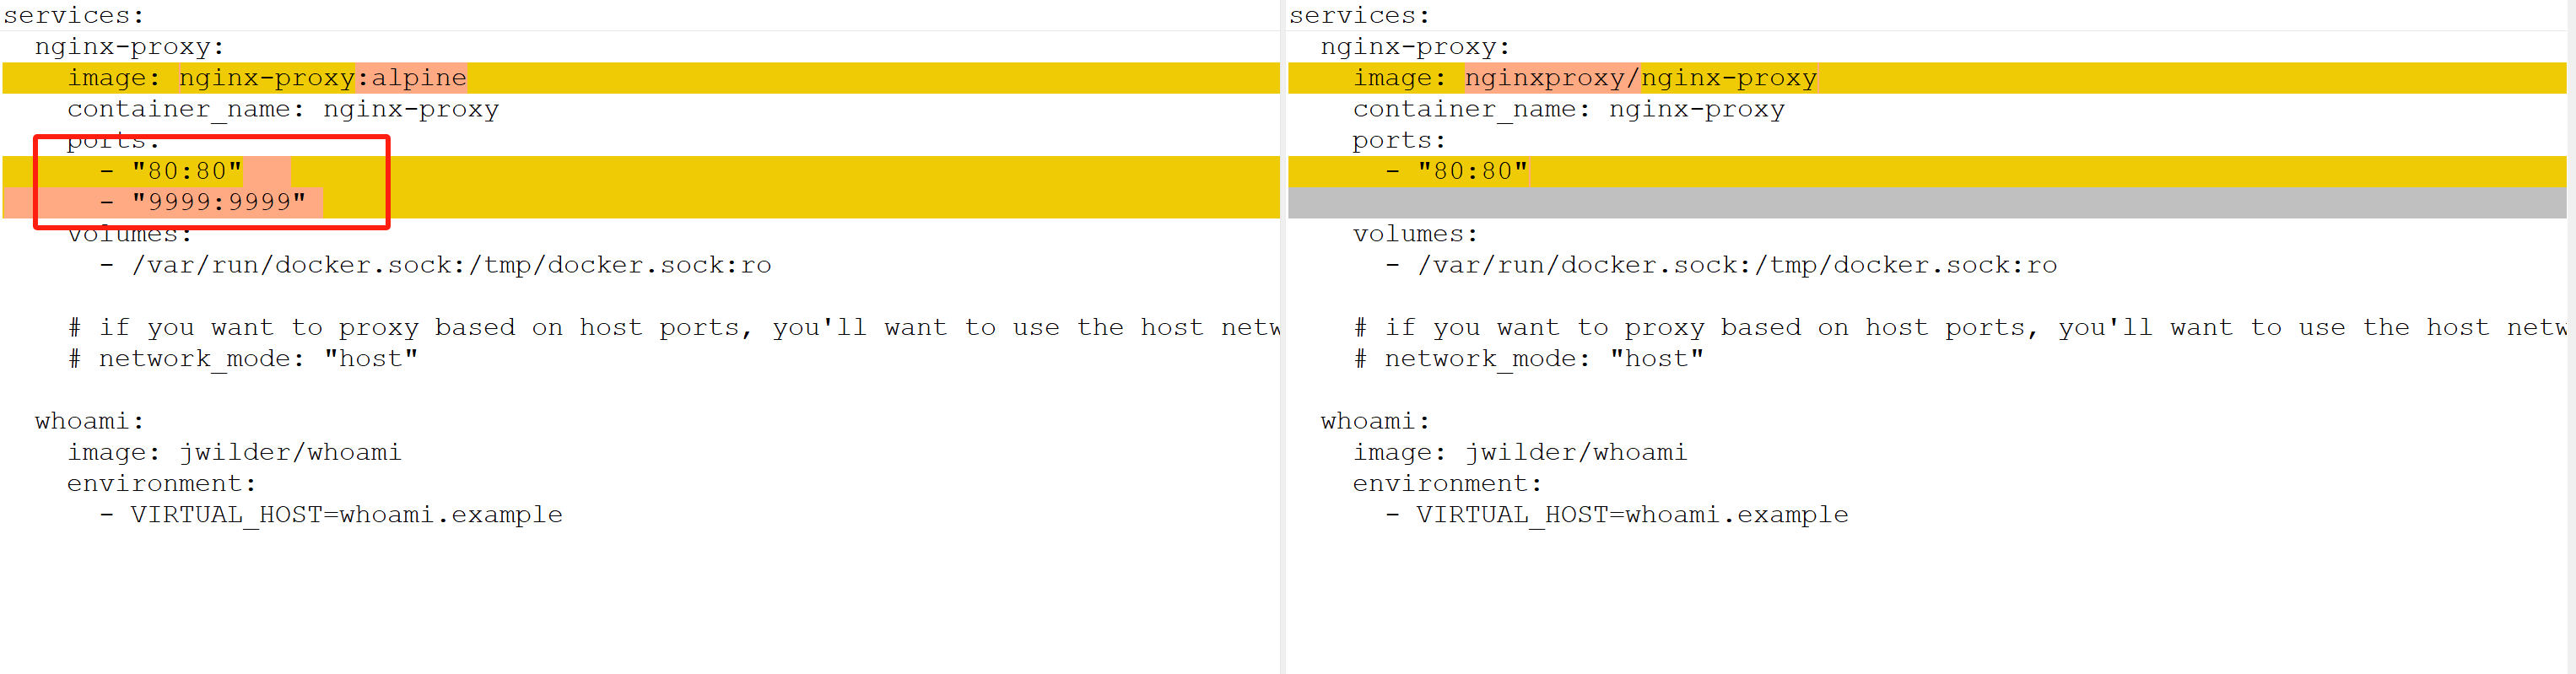 services:
  nginx-proxy:
    image: nginx-proxy:alpine
    container_name: nginx-proxy
    ports:
      - "80:80"
      - "9999:9999"
    volumes:
      - /var/run/docker.sock:/tmp/docker.sock:ro

    # if you want to proxy based on host ports, you'll want to use the host netw
    # network_mode: "host"

  whoami:
    image: jwilder/whoami
    environment:
      - VIRTUAL_HOST=whoami.example
services:
  nginx-proxy:
    image: nginxproxy/nginx-proxy
    container_name: nginx-proxy
    ports:
      - "80:80"
    volumes:
      - /var/run/docker.sock:/tmp/docker.sock:ro

    # if you want to proxy based on host ports, you'll want to use the host netw
    # network_mode: "host"

  whoami:
    image: jwilder/whoami
    environment:
      - VIRTUAL_HOST=whoami.example